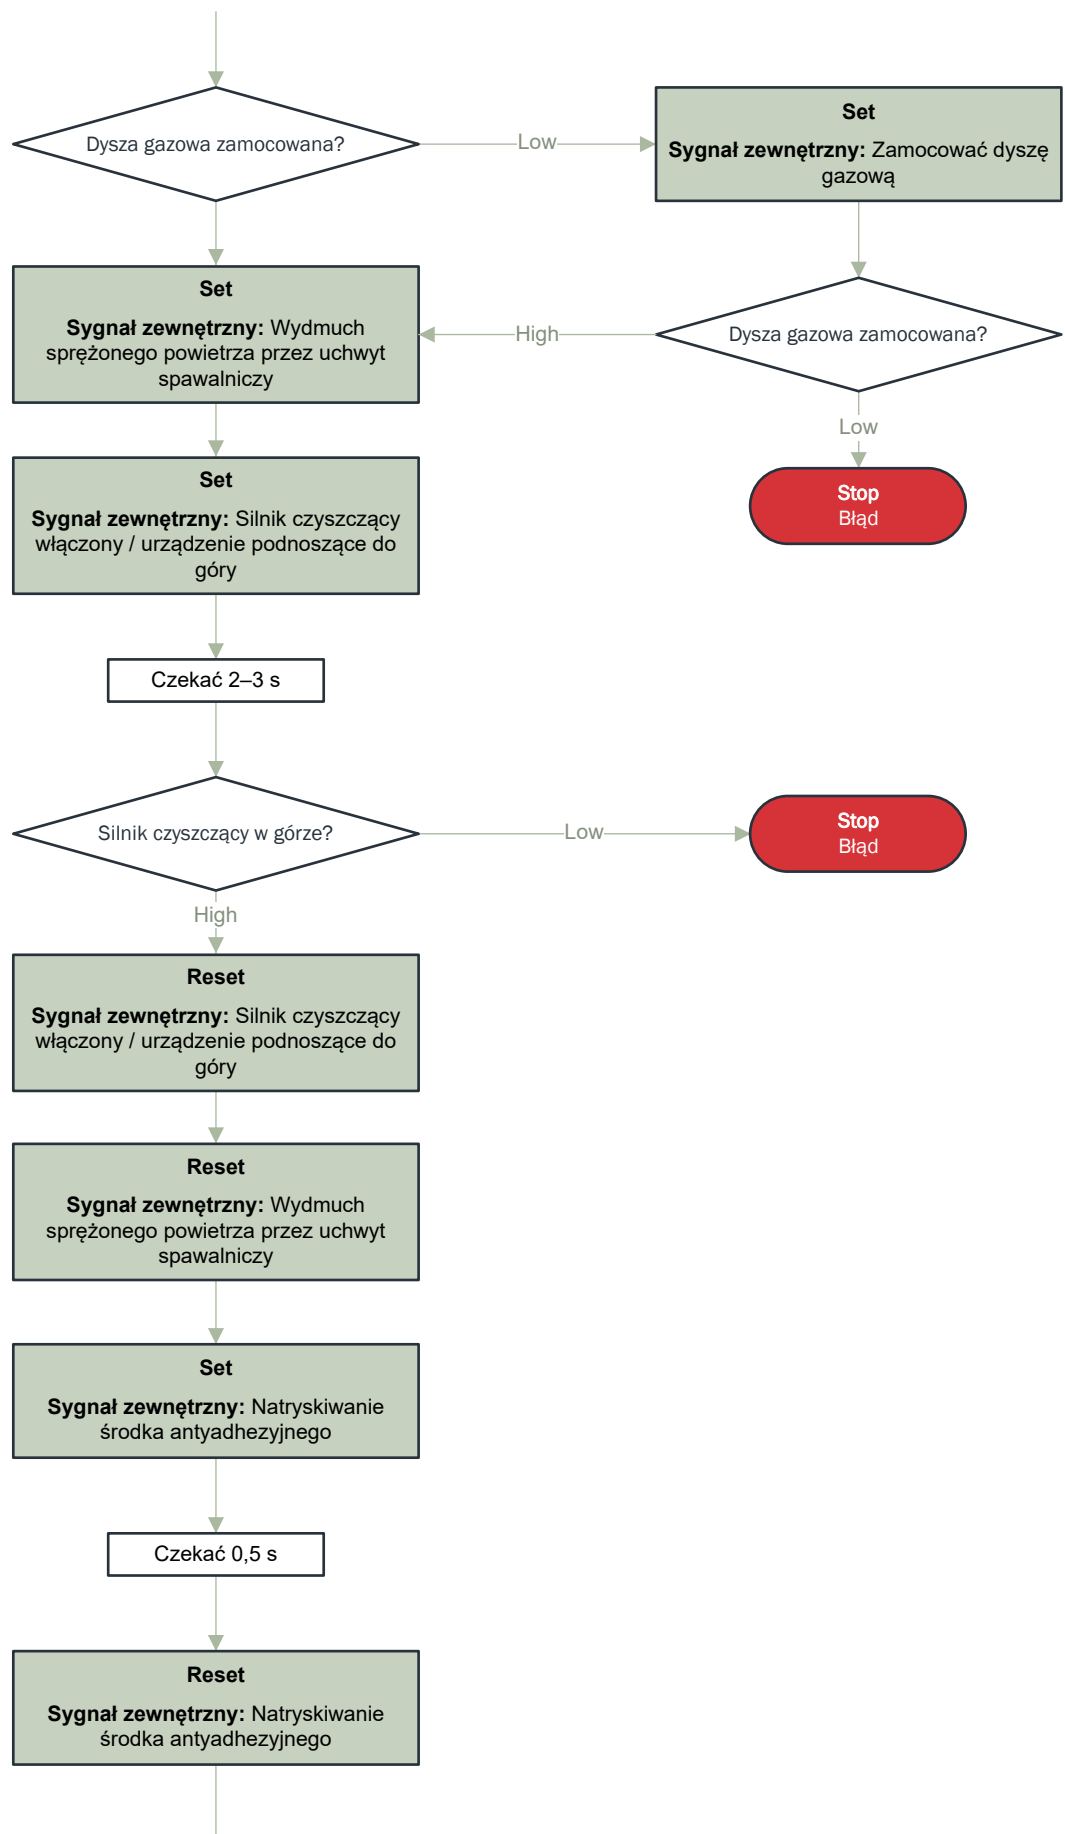 Dysza gazowa zamocowana?
Low
Set
Sygnał zewnętrzny: Zamocować dyszę
gazową
Set
Sygnał zewnętrzny: Wydmuch
sprężonego powietrza przez uchwyt
spawalniczy
High
Dysza gazowa zamocowana?
Low
Stop
Błąd
Set
Sygnał zewnętrzny: Silnik czyszczący
włączony / urządzenie podnoszące do
góry
Czekać 2–3 s
Silnik czyszczący w górze?
Low
Stop
Błąd
High
Reset
Sygnał zewnętrzny: Silnik czyszczący
włączony / urządzenie podnoszące do
góry
Reset
Sygnał zewnętrzny: Wydmuch
sprężonego powietrza przez uchwyt
spawalniczy
Set
Sygnał zewnętrzny: Natryskiwanie
środka antyadhezyjnego
Czekać 0,5 s
Reset
Sygnał zewnętrzny: Natryskiwanie
środka antyadhezyjnego